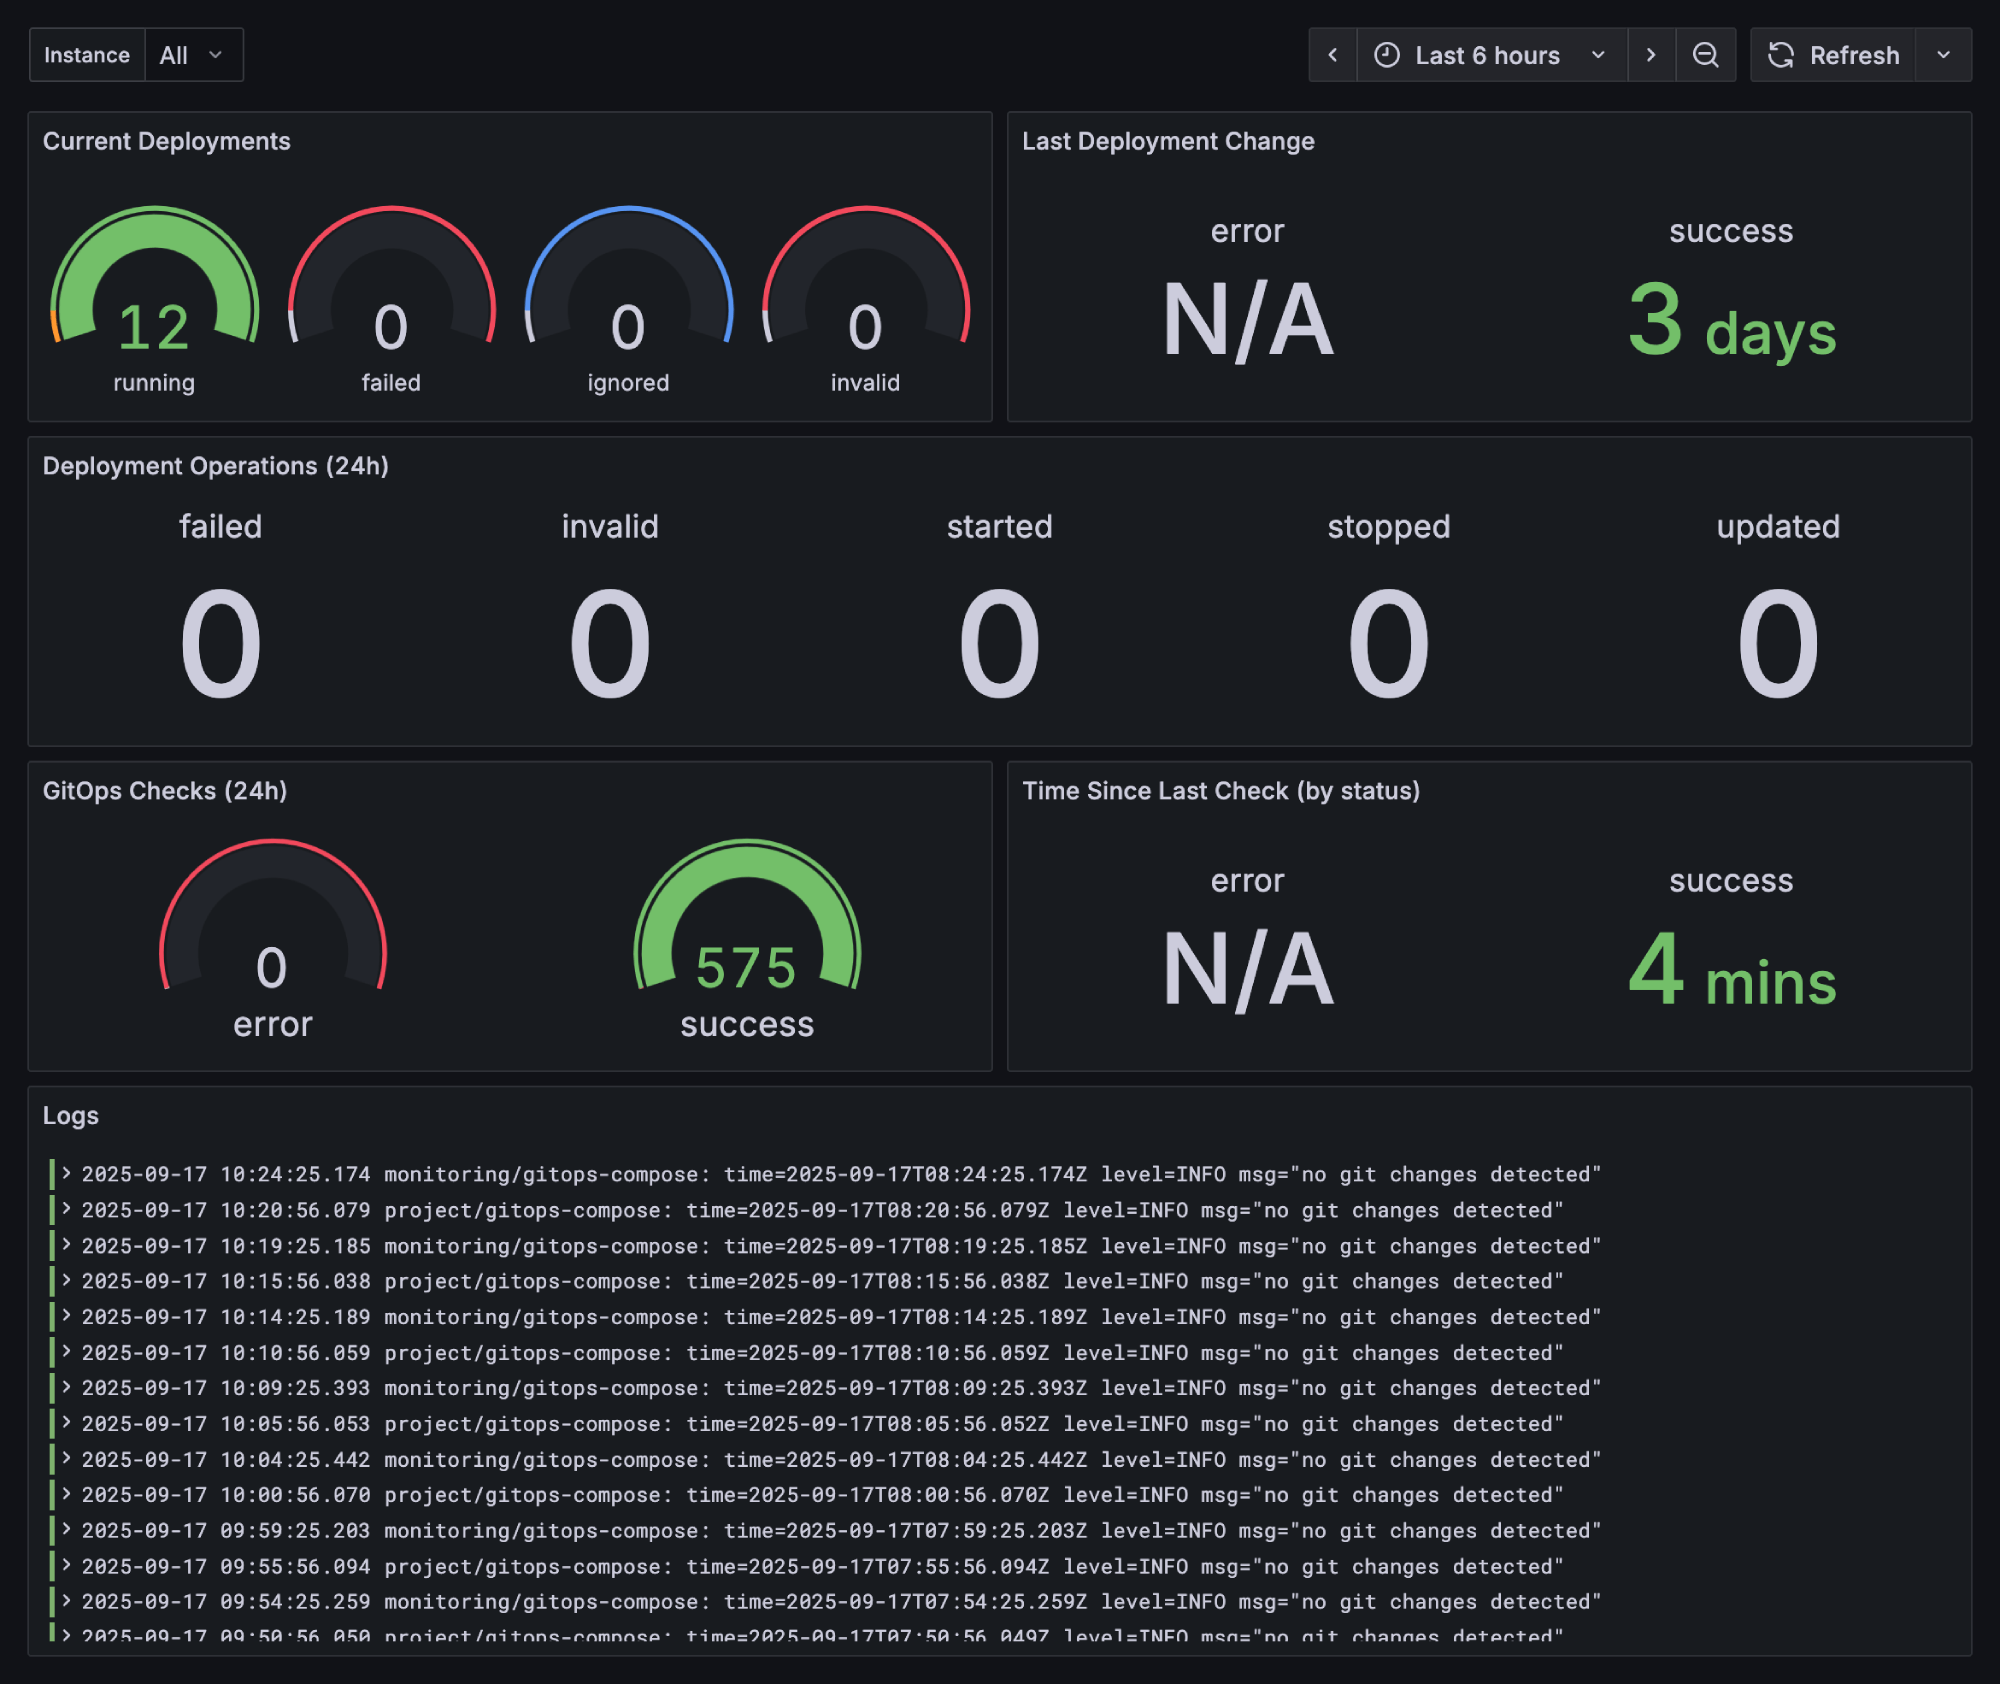 Instance All Last 6 hours Refresh
Current Deployments
12 0 0 0
running failed ignored invalid
Last Deployment Change
error success
N/A 3 days
Deployment Operations (24h)
failed invalid started stopped updated
0 0 0 0 0
GitOps Checks (24h)
0 575
error success
Time Since Last Check (by status)
error success
N/A 4 mins
Logs
2025-09-17 10:24:25.174 monitoring/gitops-compose: time=2025-09-17T08:24:25.174Z level=INFO msg="no git changes detected"
2025-09-17 10:20:56.079 project/gitops-compose: time=2025-09-17T08:20:56.079Z level=INFO msg="no git changes detected"
2025-09-17 10:19:25.185 monitoring/gitops-compose: time=2025-09-17T08:19:25.185Z level=INFO msg="no git changes detected"
2025-09-17 10:15:56.038 project/gitops-compose: time=2025-09-17T08:15:56.038Z level=INFO msg="no git changes detected"
2025-09-17 10:14:25.189 monitoring/gitops-compose: time=2025-09-17T08:14:25.189Z level=INFO msg="no git changes detected"
2025-09-17 10:10:56.059 project/gitops-compose: time=2025-09-17T08:10:56.059Z level=INFO msg="no git changes detected"
2025-09-17 10:09:25.393 monitoring/gitops-compose: time=2025-09-17T08:09:25.393Z level=INFO msg="no git changes detected"
2025-09-17 10:05:56.053 project/gitops-compose: time=2025-09-17T08:05:56.052Z level=INFO msg="no git changes detected"
2025-09-17 10:04:25.442 monitoring/gitops-compose: time=2025-09-17T08:04:25.442Z level=INFO msg="no git changes detected"
2025-09-17 10:00:56.070 project/gitops-compose: time=2025-09-17T08:00:56.070Z level=INFO msg="no git changes detected"
2025-09-17 09:59:25.203 monitoring/gitops-compose: time=2025-09-17T07:59:25.203Z level=INFO msg="no git changes detected"
2025-09-17 09:55:56.094 project/gitops-compose: time=2025-09-17T07:55:56.094Z level=INFO msg="no git changes detected"
2025-09-17 09:54:25.259 monitoring/gitops-compose: time=2025-09-17T07:54:25.259Z level=INFO msg="no git changes detected"
2025-09-17 09:50:56.050 project/gitops-compose: time=2025-09-17T07:50:56.049Z level=INFO msg="no git changes detected"